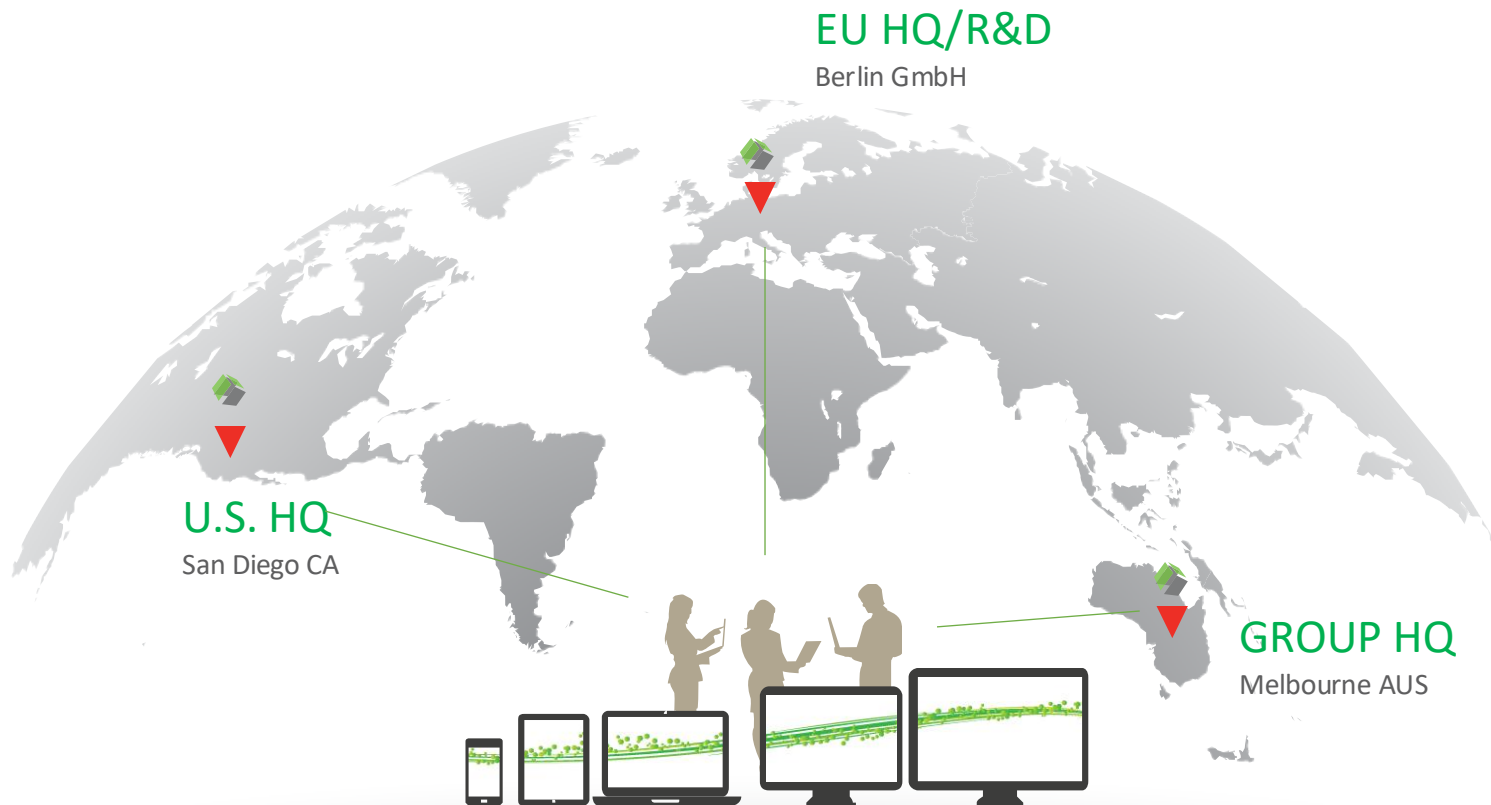 EU HQ/R&D
Berlin GmbH
U.S. HQ
San Diego CA
GROUP HQ
Melbourne AUS